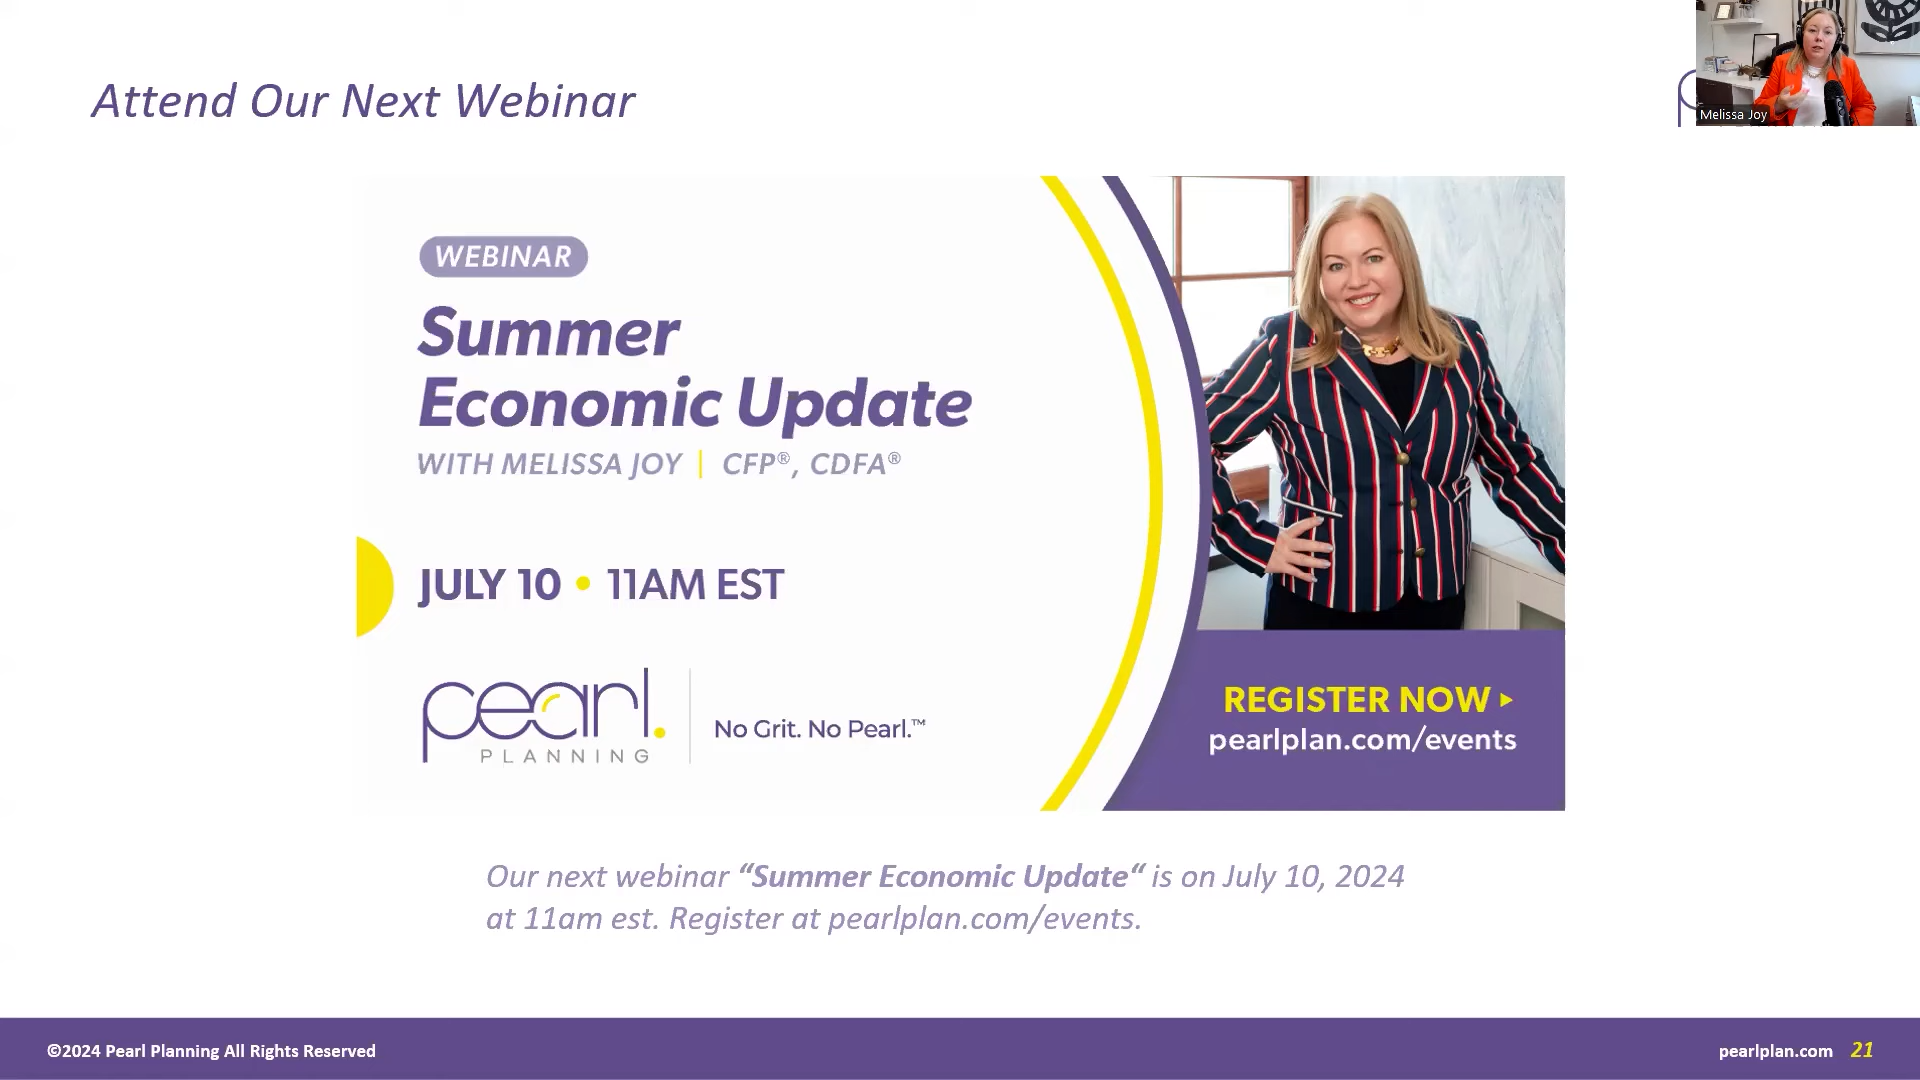 Attend Our Next Webinar
Melissa Joy
WEBINAR
Summer
Economic Update
WITH MELISSA JOY | CFP®, CDFA®
JULY 10 • 11AM EST
pearl.
PLANNING
No Grit. No Pearl.™
REGISTER NOW ▸
pearlplan.com/events
Our next webinar “Summer Economic Update“ is on July 10, 2024
at 11am est. Register at pearlplan.com/events.
©2024 Pearl Planning All Rights Reserved
pearlplan.com 21